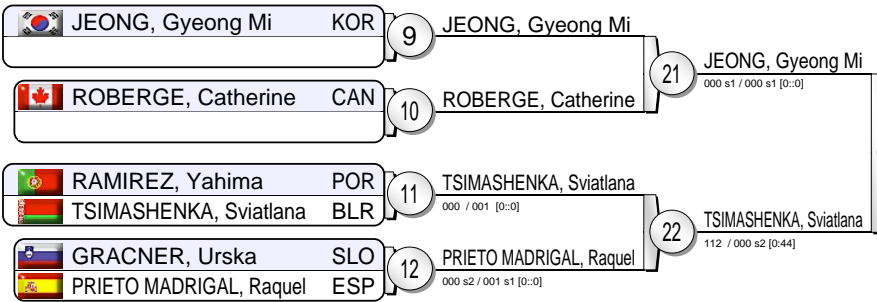 JEONG, Gyeong Mi KOR
9
JEONG, Gyeong Mi
21
JEONG, Gyeong Mi
000 s1 / 000 s1 [0::0]
ROBERGE, Catherine CAN
10
ROBERGE, Catherine
RAMIREZ, Yahima POR
TSIMASHENKA, Sviatlana BLR
11
TSIMASHENKA, Sviatlana
000 / 001 [0::0]
22
TSIMASHENKA, Sviatlana
112 / 000 s2 [0:44]
GRACNER, Urska SLO
PRIETO MADRIGAL, Raquel ESP
12
PRIETO MADRIGAL, Raquel
000 s2 / 001 s1 [0::0]